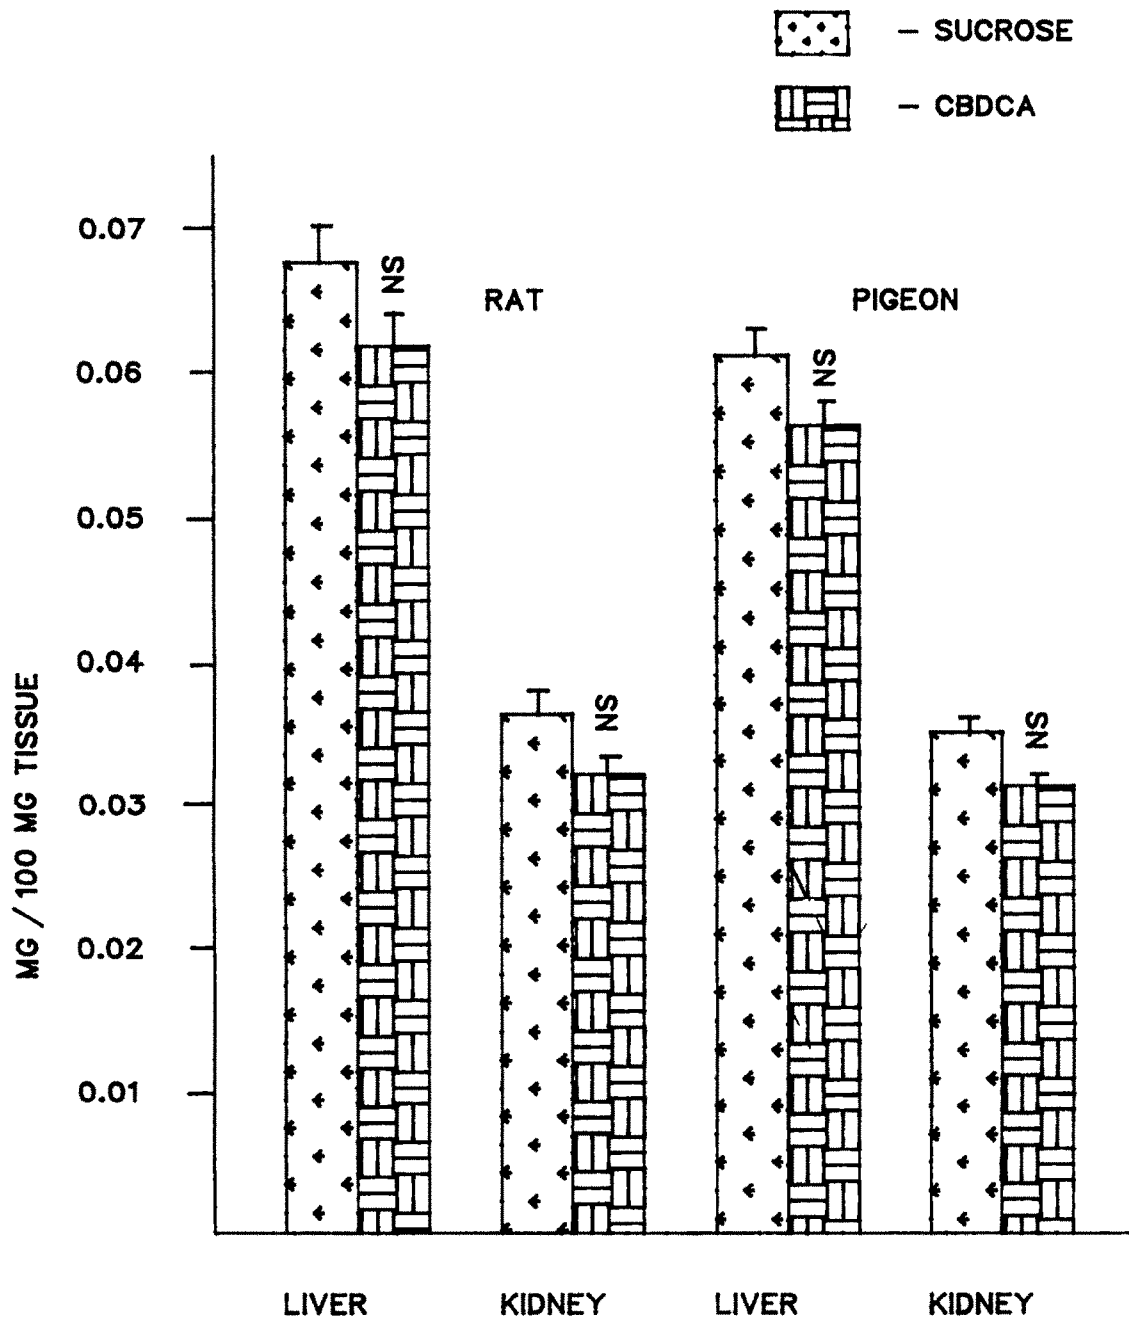 – SUCROSE
– CBDCA
0.07
NS
RAT
PIGEON
0.06
NS
0.05
0.04
MG / 100 MG TISSUE
NS
NS
0.03
0.02
0.01
LIVER KIDNEY LIVER KIDNEY